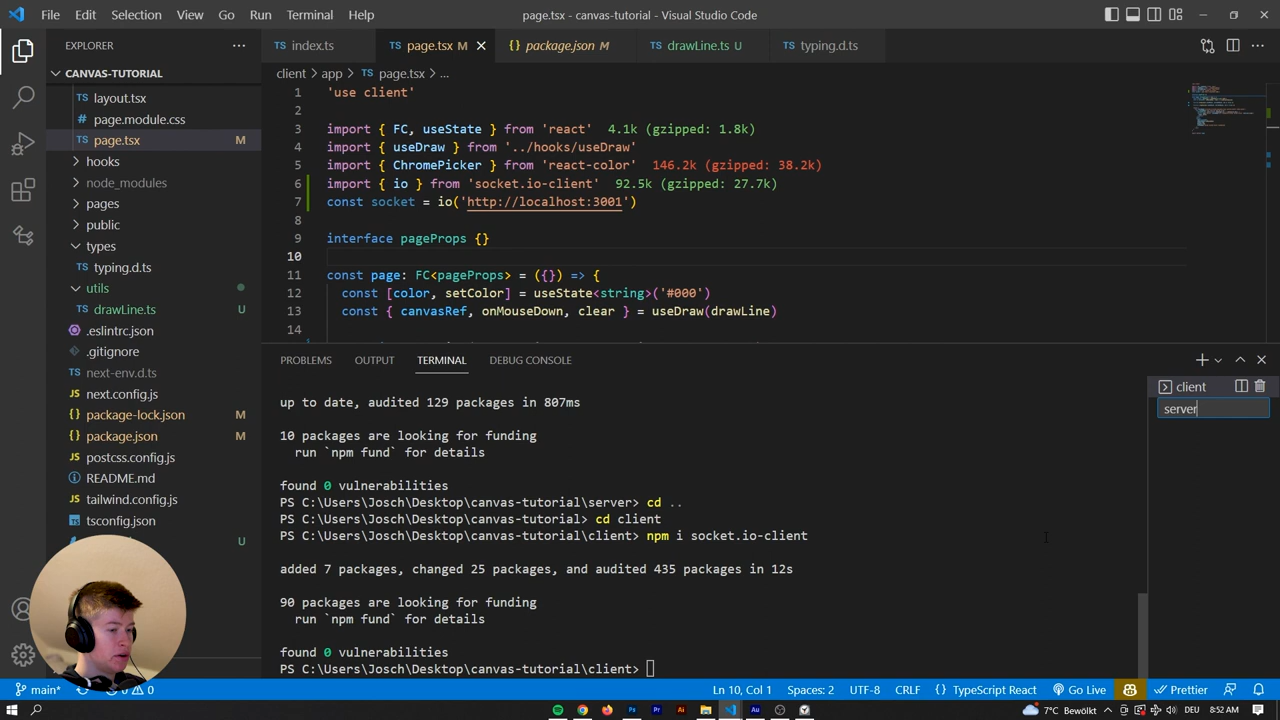 File Edit Selection View Go Run Terminal Help
page.tsx - canvas-tutorial - Visual Studio Code
EXPLORER
CANVAS-TUTORIAL
layout.tsx
page.module.css
page.tsx M
hooks
node_modules
pages
public
types
typing.d.ts
utils
drawLine.ts U
.eslintrc.json
.gitignore
next-env.d.ts
next.config.js
package-lock.json M
package.json M
postcss.config.js
README.md
tailwind.config.js
tsconfig.json
index.ts
page.tsx M
package.json M
drawLine.ts U
typing.d.ts
client > app > page.tsx > ...
1 'use client'
2
3 import { FC, useState } from 'react' 4.1k (gzipped: 1.8k)
4 import { useDraw } from '../hooks/useDraw'
5 import { ChromePicker } from 'react-color' 146.2k (gzipped: 38.2k)
6 import { io } from 'socket.io-client' 92.5k (gzipped: 27.7k)
7 const socket = io('http://localhost:3001')
8
9 interface pageProps {}
10
11 const page: FC<pageProps> = ({}) => {
12 const [color, setColor] = useState<string>('#000')
13 const { canvasRef, onMouseDown, clear } = useDraw(drawLine)
14
PROBLEMS OUTPUT TERMINAL DEBUG CONSOLE
client
server
up to date, audited 129 packages in 807ms
10 packages are looking for funding
run `npm fund` for details
found 0 vulnerabilities
PS C:\Users\Josch\Desktop\canvas-tutorial\server> cd ..
PS C:\Users\Josch\Desktop\canvas-tutorial> cd client
PS C:\Users\Josch\Desktop\canvas-tutorial\client> npm i socket.io-client
added 7 packages, changed 25 packages, and audited 435 packages in 12s
90 packages are looking for funding
run `npm fund` for details
found 0 vulnerabilities
PS C:\Users\Josch\Desktop\canvas-tutorial\client>
main* 0 Ln 10, Col 1 Spaces: 2 UTF-8 CRLF {} TypeScript React Go Live Prettier
7°C Bewölkt DEU 8:52 AM